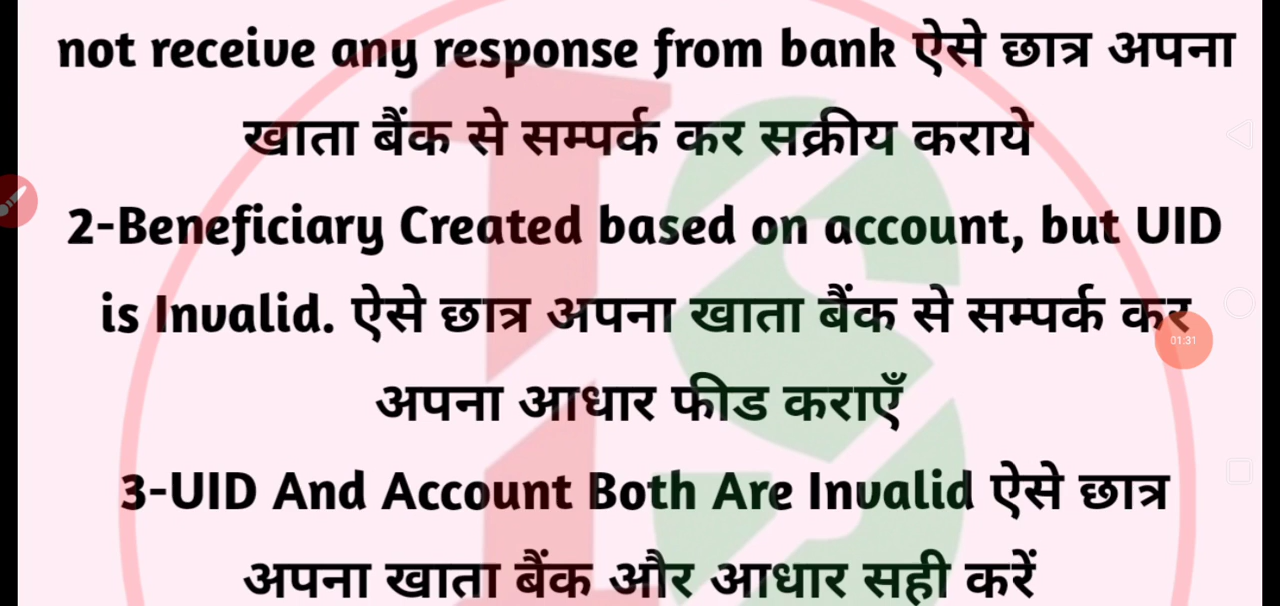 not receive any response from bank ऐसे छात्र अपना
खाता बैंक से सम्पर्क कर सक्रीय कराये
2-Beneficiary Created based on account, but UID
is Invalid. ऐसे छात्र अपना खाता बैंक से सम्पर्क कर
01:31
अपना आधार फीड कराएँ
3-UID And Account Both Are Invalid ऐसे छात्र
अपना खाता बैंक और आधार सही करें